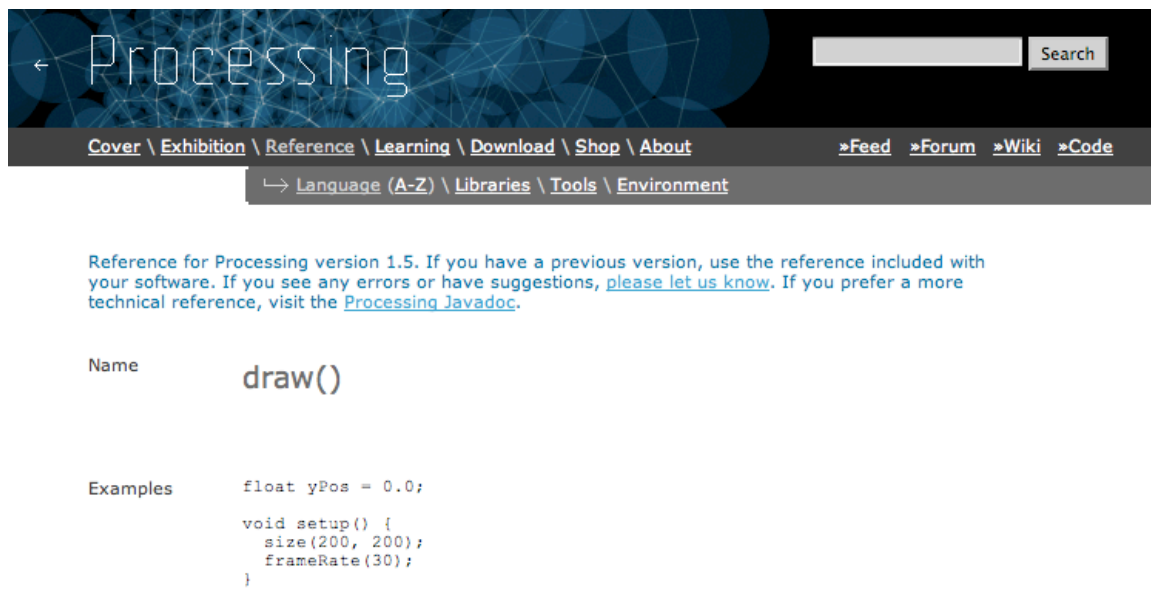 ← Processing
Search
Cover \ Exhibition \ Reference \ Learning \ Download \ Shop \ About »Feed »Forum »Wiki »Code
↳ Language (A-Z) \ Libraries \ Tools \ Environment
Reference for Processing version 1.5. If you have a previous version, use the reference included with
your software. If you see any errors or have suggestions, please let us know. If you prefer a more
technical reference, visit the Processing Javadoc.
Name draw()
Examples float yPos = 0.0;
void setup() {
size(200, 200);
frameRate(30);
}